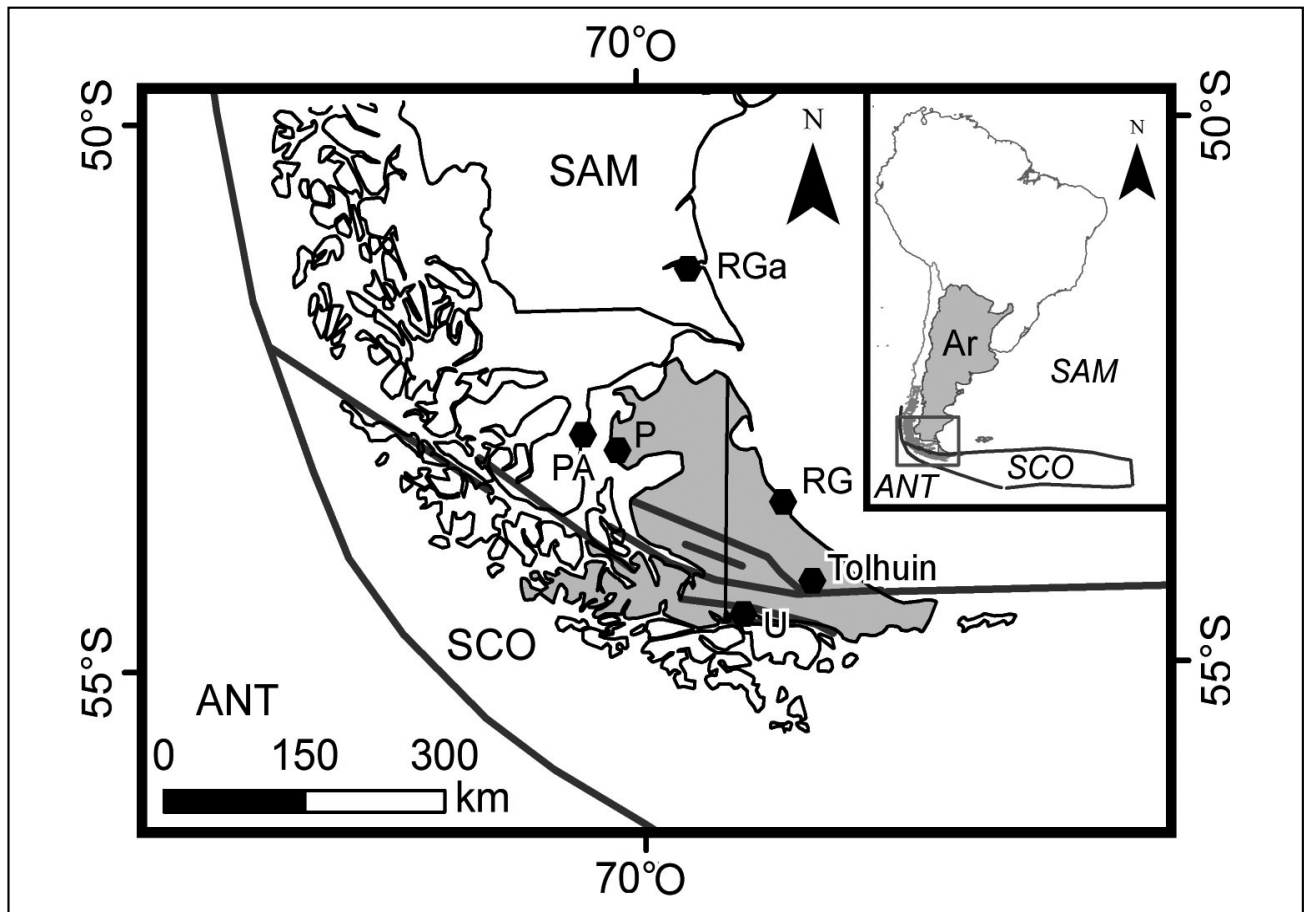 70°O
50°S
50°S
N
N
SAM
RGa
Ar
SAM
P
PA
SCO
ANT
RG
Tolhuin
U
SCO
55°S
55°S
ANT
0 150 300
km
70°O